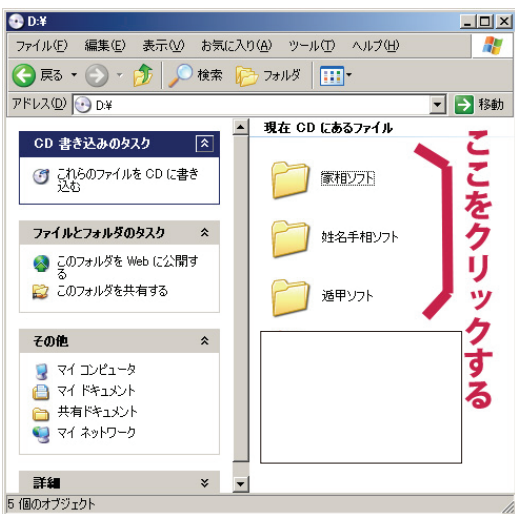 D:¥
ファイル(F) 編集(E) 表示(V) お気に入り(A) ツール(T) ヘルプ(H)
戻る 検索 フォルダ
アドレス(D) D:¥ 移動
CD 書き込みのタスク
これらのファイルを CD に書き
込む
ファイルとフォルダのタスク
このフォルダを Web に公開す
る
このフォルダを共有する
その他
マイ コンピュータ
マイ ドキュメント
共有ドキュメント
マイ ネットワーク
詳細
現在 CD にあるファイル
家相ソフト
姓名手相ソフト
遁甲ソフト
ここをクリックする
5 個のオブジェクト